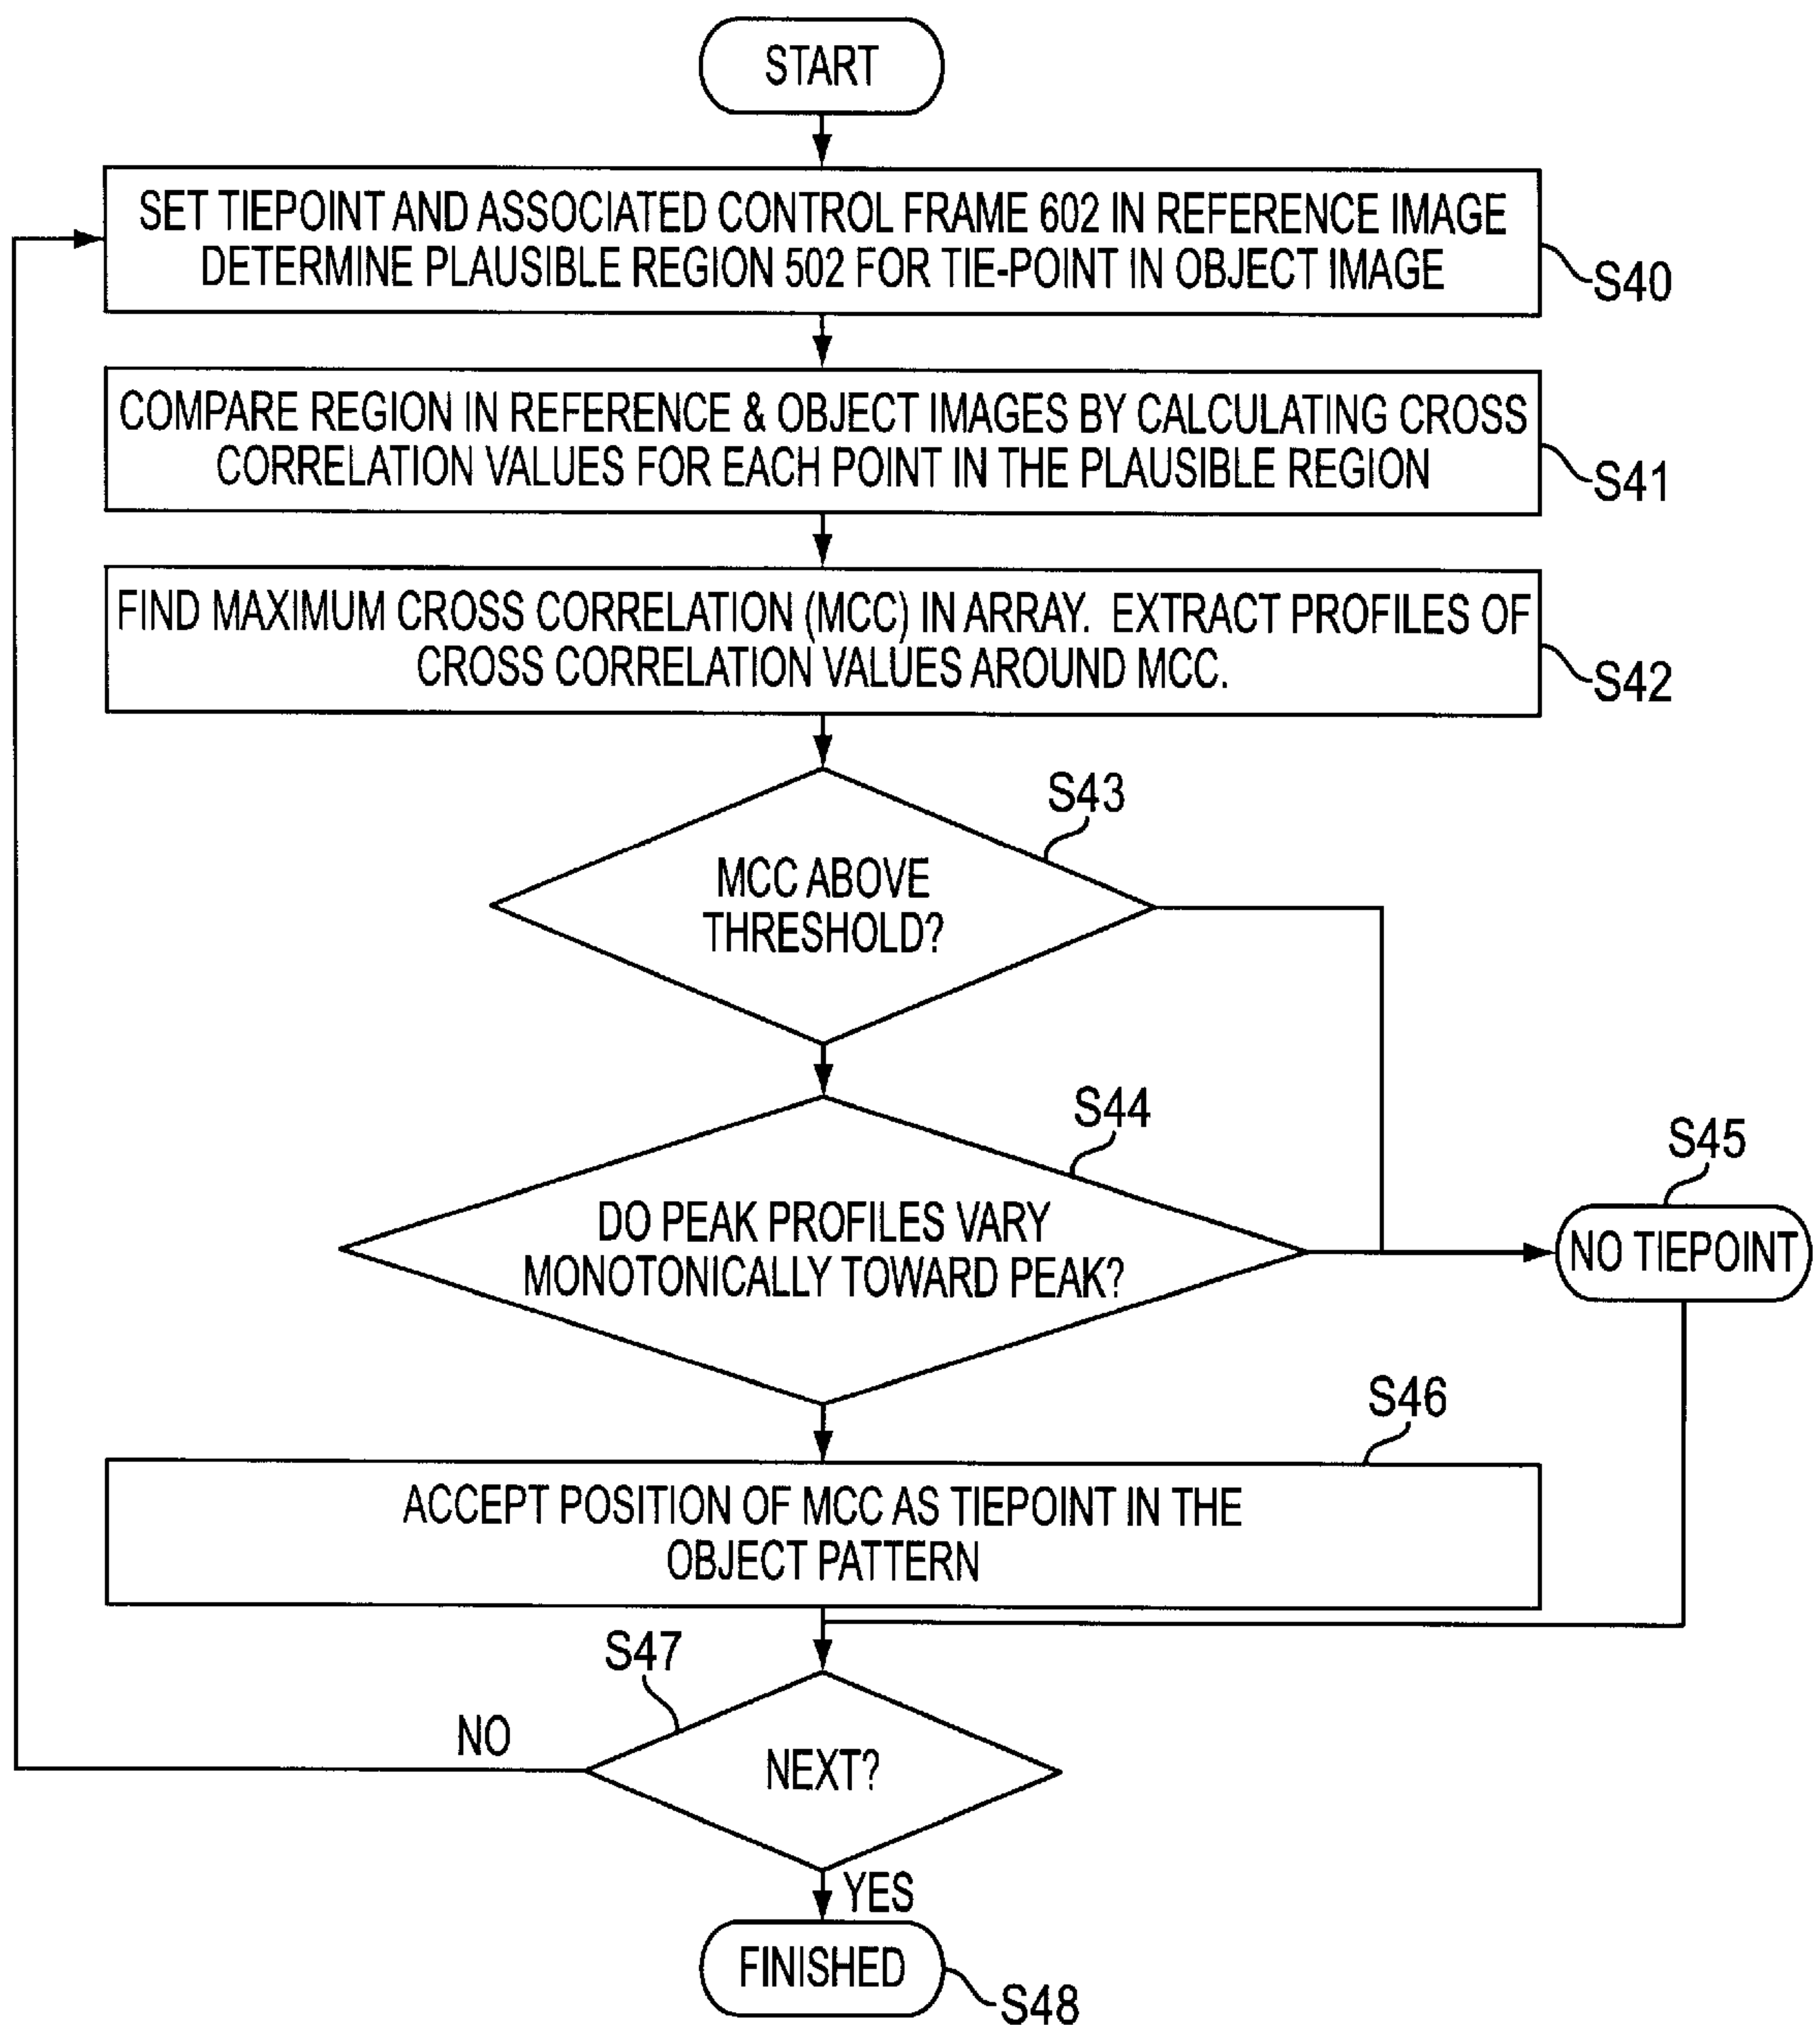 START
SET TIEPOINT AND ASSOCIATED CONTROL FRAME 602 IN REFERENCE IMAGE
DETERMINE PLAUSIBLE REGION 502 FOR TIE-POINT IN OBJECT IMAGE
S40
COMPARE REGION IN REFERENCE & OBJECT IMAGES BY CALCULATING CROSS
CORRELATION VALUES FOR EACH POINT IN THE PLAUSIBLE REGION
S41
FIND MAXIMUM CROSS CORRELATION (MCC) IN ARRAY. EXTRACT PROFILES OF
CROSS CORRELATION VALUES AROUND MCC.
S42
S43
MCC ABOVE
THRESHOLD?
S44
DO PEAK PROFILES VARY
MONOTONICALLY TOWARD PEAK?
S45
NO TIEPOINT
S46
ACCEPT POSITION OF MCC AS TIEPOINT IN THE
OBJECT PATTERN
S47
NO
NEXT?
YES
FINISHED
S48